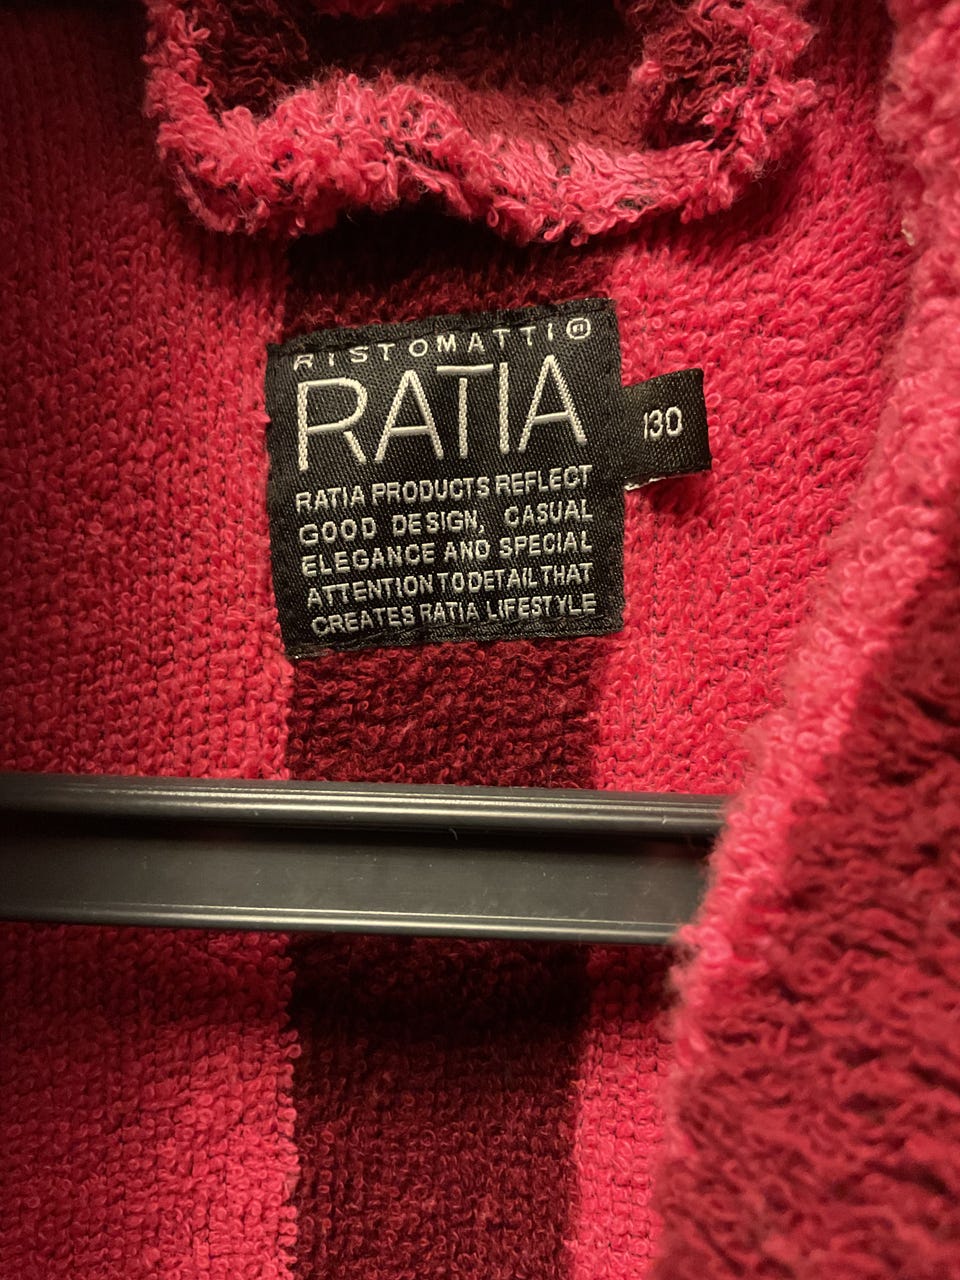 RISTOMATTI®
RATIA
RATIA PRODUCTS REFLECT
GOOD DESIGN, CASUAL
ELEGANCE AND SPECIAL
ATTENTION TO DETAIL THAT
CREATES RATIA LIFESTYLE
130